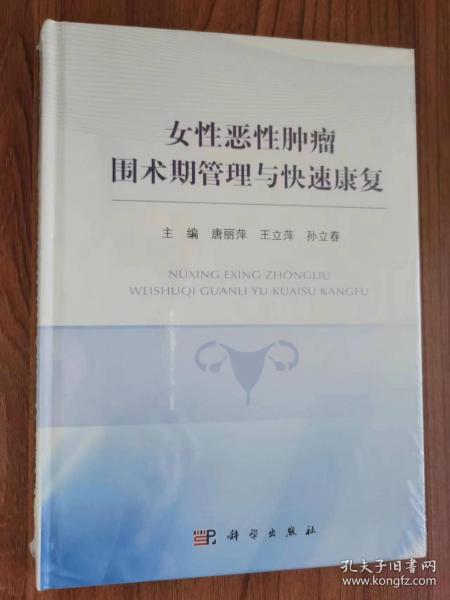 女性恶性肿瘤
围术期管理与快速康复
主 编 唐丽萍 王立萍 孙立春
NÜXING EXING ZHONGLIU
WEISHUQI GUANLI YU KUAISU KANGFU
科学出版社
孔夫子旧书网
www.kongfz.com